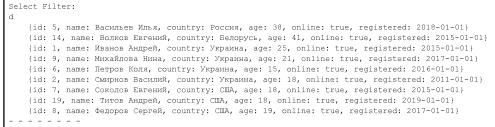 Select Filter:
d
{id: 5, name: Васильев Илья, country: Россия, age: 38, online: true, registered: 2018-01-01}
{id: 14, name: Волков Евгений, country: Белорусь, age: 41, online: true, registered: 2015-01-01}
{id: 1, name: Иванов Андрей, country: Украина, age: 25, online: true, registered: 2015-01-01}
{id: 9, name: Михайлова Нина, country: Украина, age: 21, online: true, registered: 2017-01-01}
{id: 6, name: Петров Коля, country: Украина, age: 15, online: true, registered: 2016-01-01}
{id: 2, name: Смирнов Василий, country: Украина, age: 18, online: true, registered: 2011-01-01}
{id: 7, name: Соколов Евгений, country: США, age: 18, online: true, registered: 2015-01-01}
{id: 19, name: Титов Андрей, country: США, age: 18, online: true, registered: 2019-01-01}
{id: 8, name: Федоров Сергей, country: США, age: 19, online: true, registered: 2017-01-01}
- - - - - - - -